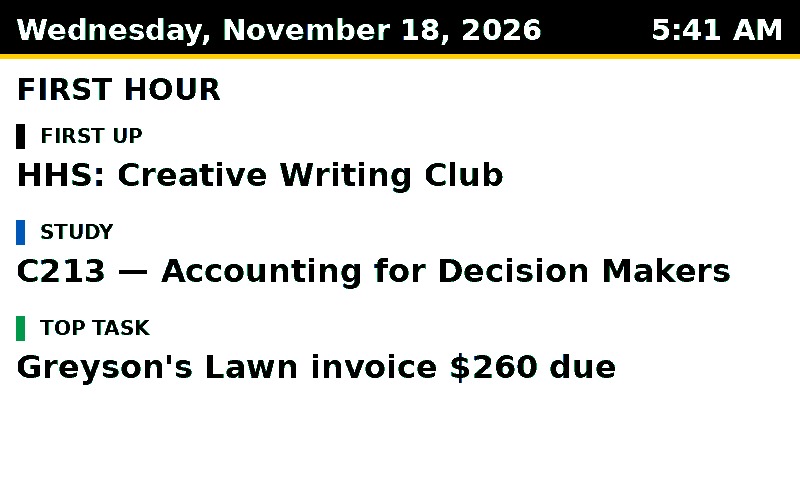 Wednesday, November 18, 2026 5:41 AM
FIRST HOUR
FIRST UP
HHS: Creative Writing Club
STUDY
C213 — Accounting for Decision Makers
TOP TASK
Greyson's Lawn invoice $260 due